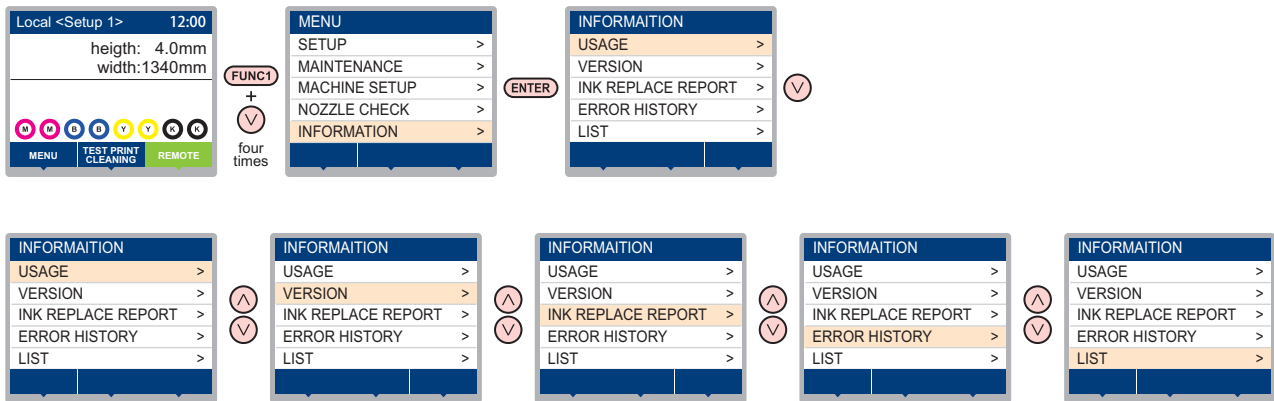 Local <Setup 1> 12:00
heigth: 4.0mm
width:1340mm
M M B B Y Y K K
MENU TEST PRINT CLEANING REMOTE
FUNC1
+
four
times
MENU
SETUP >
MAINTENANCE >
MACHINE SETUP >
NOZZLE CHECK >
INFORMATION >
ENTER
INFORMAITION
USAGE >
VERSION >
INK REPLACE REPORT >
ERROR HISTORY >
LIST >
INFORMAITION
USAGE >
VERSION >
INK REPLACE REPORT >
ERROR HISTORY >
LIST >
INFORMAITION
USAGE >
VERSION >
INK REPLACE REPORT >
ERROR HISTORY >
LIST >
INFORMAITION
USAGE >
VERSION >
INK REPLACE REPORT >
ERROR HISTORY >
LIST >
INFORMAITION
USAGE >
VERSION >
INK REPLACE REPORT >
ERROR HISTORY >
LIST >
INFORMAITION
USAGE >
VERSION >
INK REPLACE REPORT >
ERROR HISTORY >
LIST >